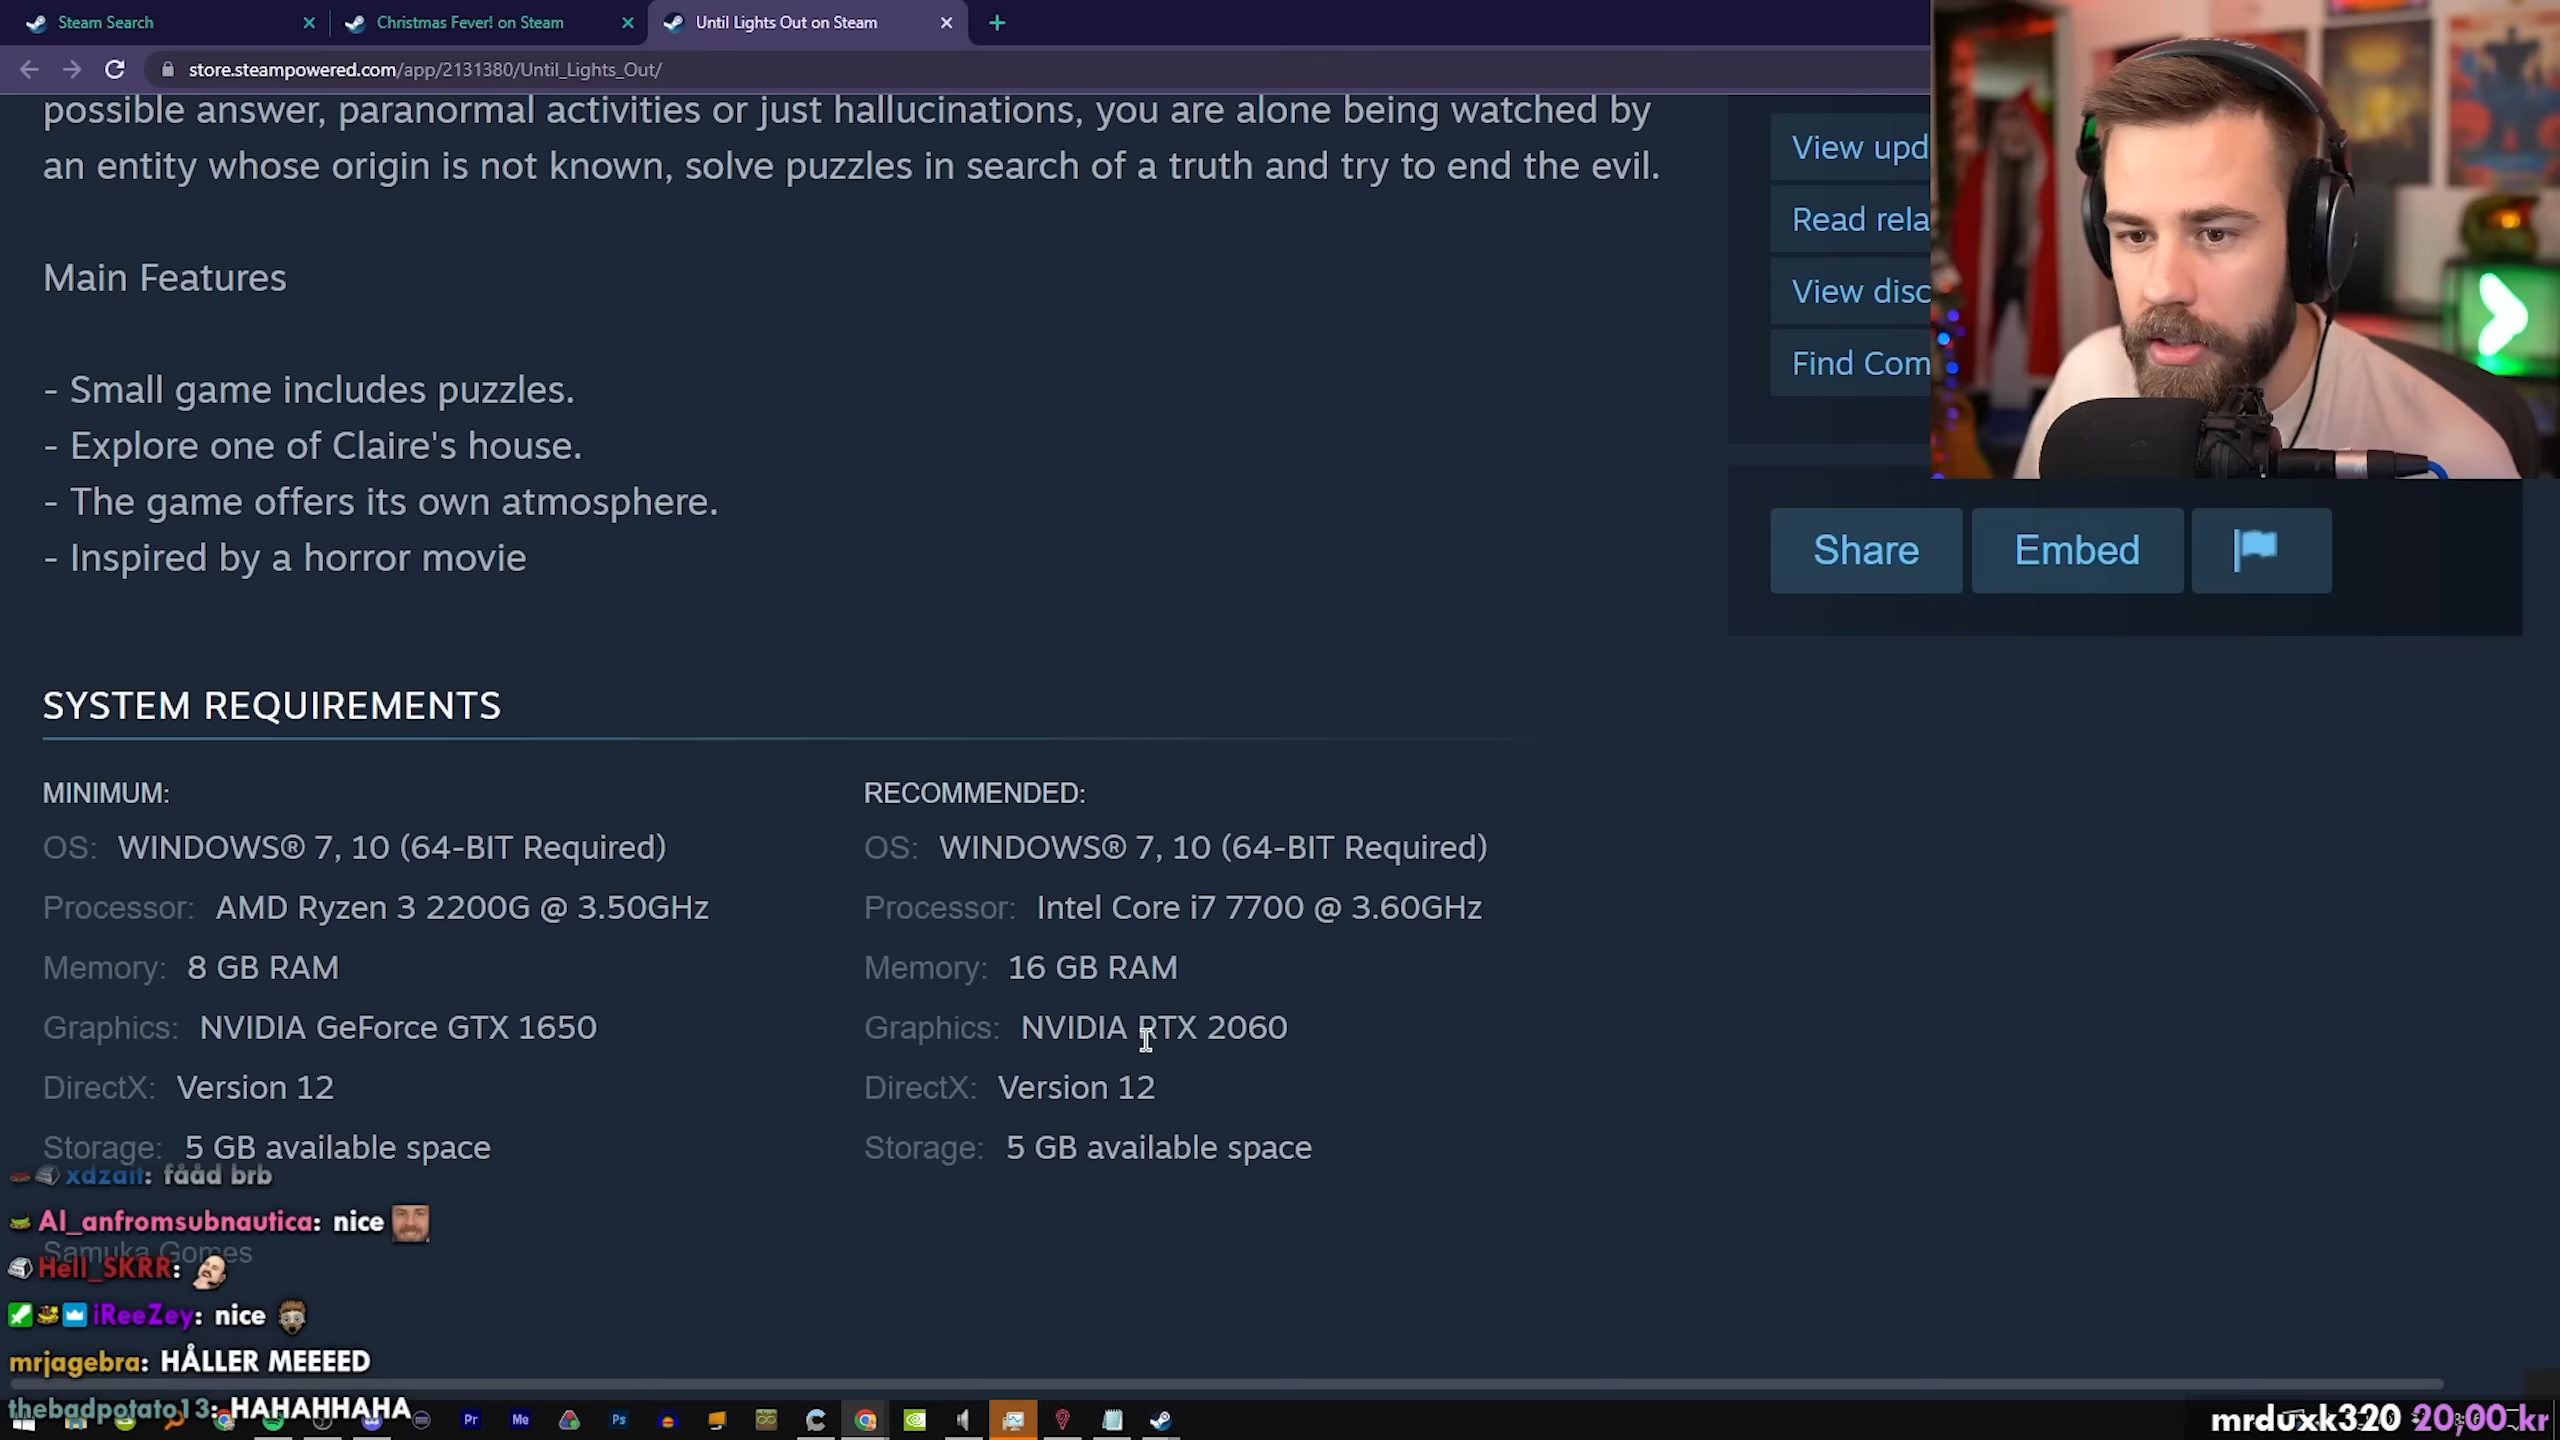 Steam Search
Christmas Fever! on Steam
Until Lights Out on Steam
store.steampowered.com/app/2131380/Until_Lights_Out/
possible answer, paranormal activities or just hallucinations, you are alone being watched by
an entity whose origin is not known, solve puzzles in search of a truth and try to end the evil.
Main Features
- Small game includes puzzles.
- Explore one of Claire's house.
- The game offers its own atmosphere.
- Inspired by a horror movie
View upd
Read rela
View disc
Find Com
Share Embed
SYSTEM REQUIREMENTS
MINIMUM:
OS: WINDOWS® 7, 10 (64-BIT Required)
Processor: AMD Ryzen 3 2200G @ 3.50GHz
Memory: 8 GB RAM
Graphics: NVIDIA GeForce GTX 1650
DirectX: Version 12
Storage: 5 GB available space
RECOMMENDED:
OS: WINDOWS® 7, 10 (64-BIT Required)
Processor: Intel Core i7 7700 @ 3.60GHz
Memory: 16 GB RAM
Graphics: NVIDIA RTX 2060
DirectX: Version 12
Storage: 5 GB available space
xdzait: fååd brb
Al_anfromsubnautica: nice
Samuka Gomes
Hell_SKRR:
iReeZey: nice
mrjagebra: HÅLLER MEEEED
thebadpotato13: HAHAHHAHA
Pr Me Ps
mrduxk320 20,00 kr